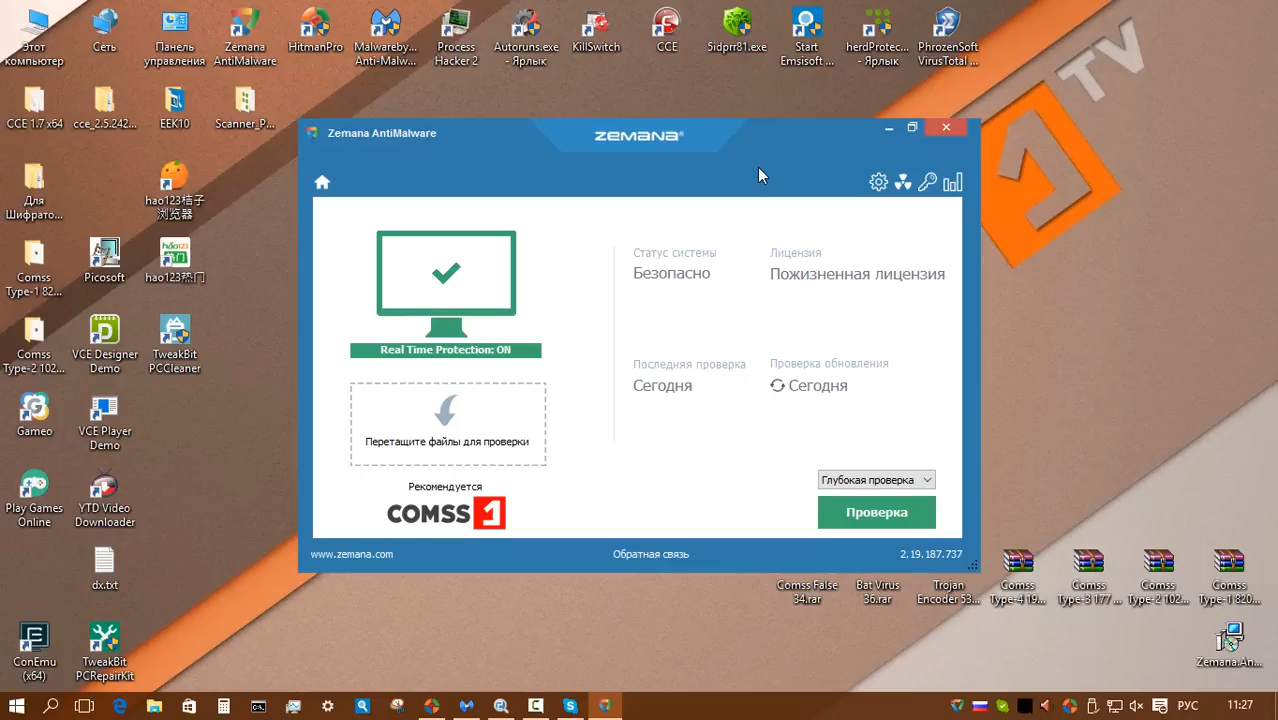 Этот компьютер
Сеть
Панель управления
Zemana AntiMalware
HitmanPro
Malwareby... Anti-Malw...
Process Hacker 2
Autoruns.exe - Ярлык
KillSwitch
CCE
5idprr81.exe
Start Emsisoft ...
herdProtec... - Ярлык
PhrozenSoft VirusTotal ...
TV
CCE 1.7 x64
cce_2.5.242...
EEK10
Scanner_P...
Для Шифрато...
hao123桔子浏览器
Comss Type-1 82...
Picosoft
hao123
hao123热门
Comss Type-2 102...
VCE Designer Demo
TweakBit PCCleaner
Gameo
VCE Player Demo
Play Games Online
YTD Video Downloader
dx.txt
ConEmu (x64)
TweakBit PCRepairKit
Zemana AntiMalware
ZEMANA
Real Time Protection: ON
Перетащите файлы для проверки
Рекомендуется
COMSS 1
Статус системы
Безопасно
Лицензия
Пожизненная лицензия
Последняя проверка
Сегодня
Проверка обновления
Сегодня
Глубокая проверка
Проверка
www.zemana.com
Обратная связь
2.19.187.737
Comss False 34.rar
Bat Virus 36.rar
Trojan Encoder 53...
Comss Type-4 19...
Comss Type-3 177 ...
Comss Type-2 102...
Comss Type-1 820...
Zemana.An...
РУС
11:27